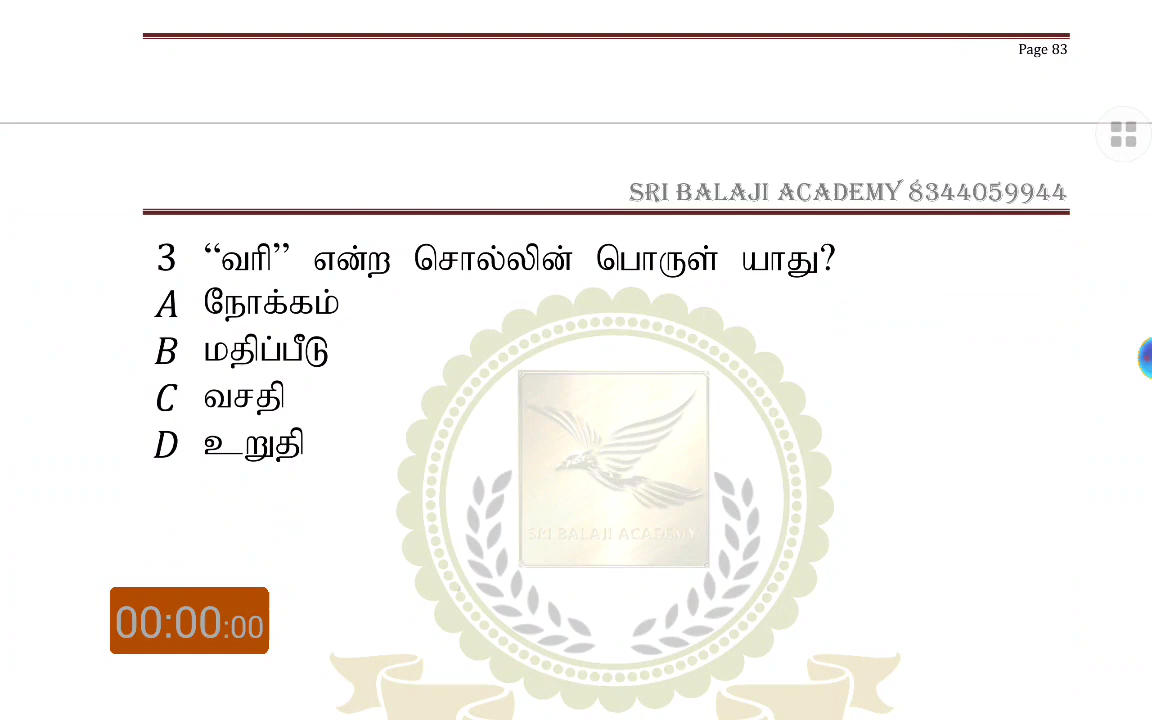 Page 83
SRI BALAJI ACADEMY 8344059944
3 “வரி” என்ற சொல்லின் பொருள் யாது?
A நோக்கம்
B மதிப்பீடு
C வசதி
D உறுதி
SRI BALAJI ACADEMY
00:00:00